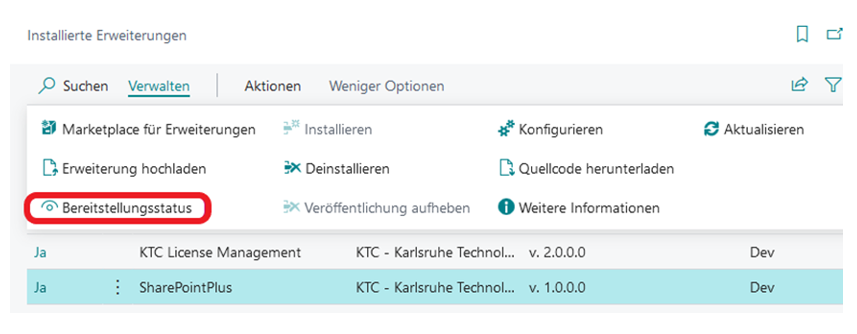 Installierte Erweiterungen
Suchen Verwalten Aktionen Weniger Optionen
Marketplace für Erweiterungen Installieren Konfigurieren Aktualisieren
Erweiterung hochladen Deinstallieren Quellcode herunterladen
Bereitstellungsstatus Veröffentlichung aufheben Weitere Informationen
Ja KTC License Management KTC - Karlsruhe Technol... v. 2.0.0.0 Dev
Ja SharePointPlus KTC - Karlsruhe Technol... v. 1.0.0.0 Dev